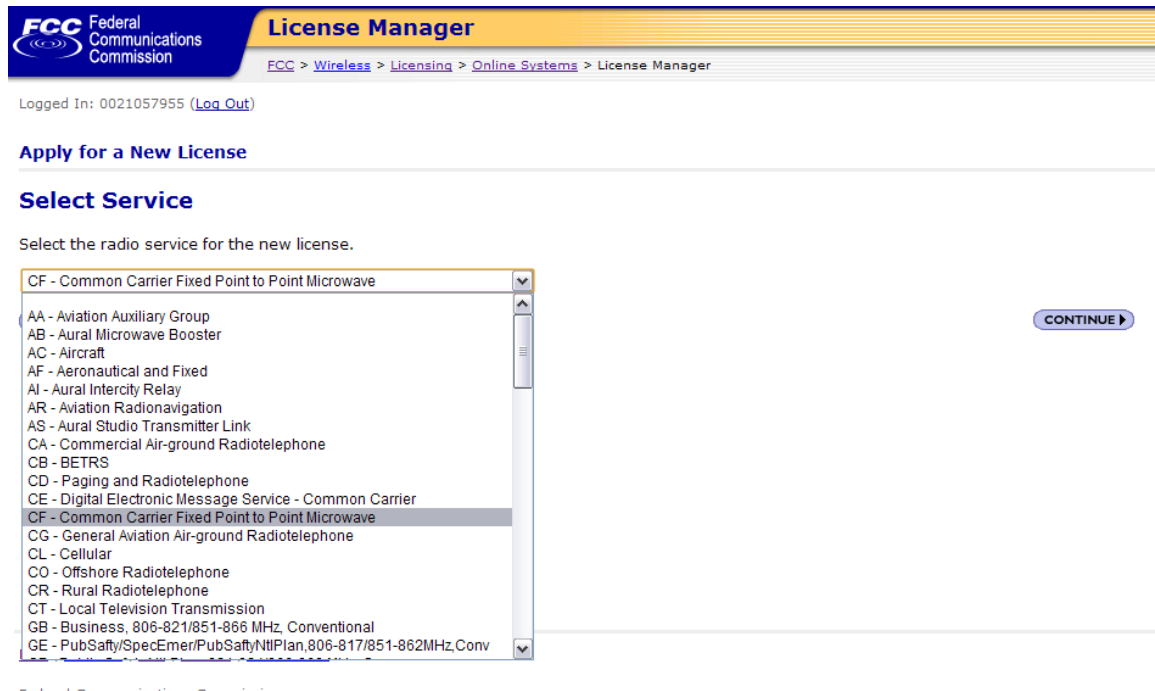 FCC Federal
Communications
Commission
License Manager
FCC > Wireless > Licensing > Online Systems > License Manager
Logged In: 0021057955 (Log Out)
Apply for a New License
Select Service
Select the radio service for the new license.
CF - Common Carrier Fixed Point to Point Microwave
AA - Aviation Auxiliary Group
CONTINUE
AB - Aural Microwave Booster
AC - Aircraft
AF - Aeronautical and Fixed
AI - Aural Intercity Relay
AR - Aviation Radionavigation
AS - Aural Studio Transmitter Link
CA - Commercial Air-ground Radiotelephone
CB - BETRS
CD - Paging and Radiotelephone
CE - Digital Electronic Message Service - Common Carrier
CF - Common Carrier Fixed Point to Point Microwave
CG - General Aviation Air-ground Radiotelephone
CL - Cellular
CO - Offshore Radiotelephone
CR - Rural Radiotelephone
CT - Local Television Transmission
GB - Business, 806-821/851-866 MHz, Conventional
GE - PubSafty/SpecEmer/PubSaftyNtlPlan,806-817/851-862MHz,Conv